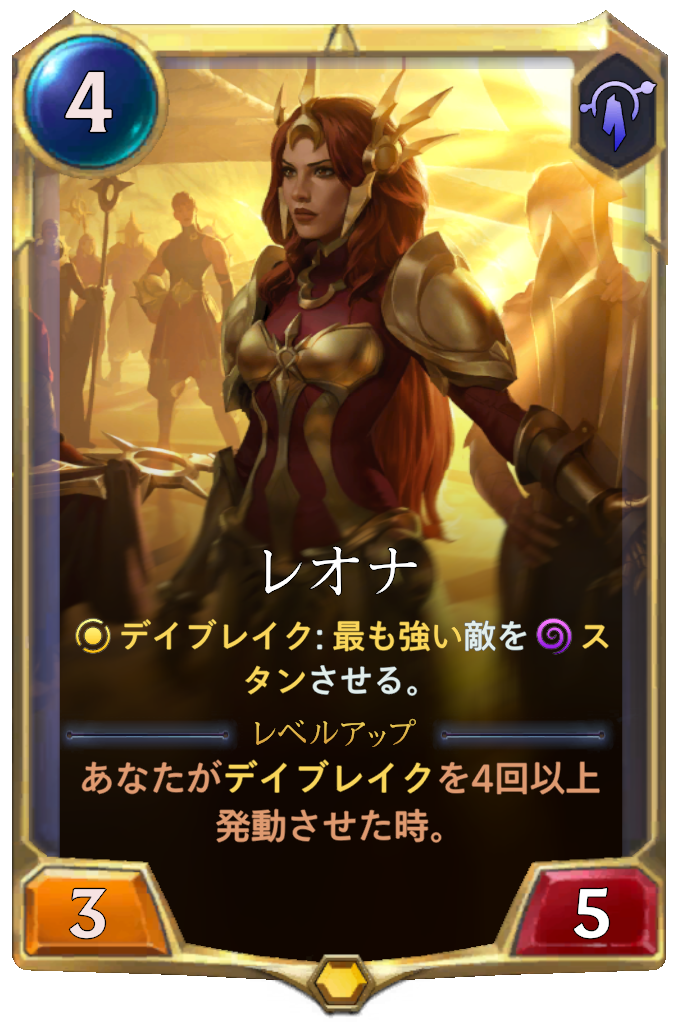 4
レオナ
デイブレイク: 最も強い敵を ス
タンさせる。
レベルアップ
あなたがデイブレイクを4回以上
発動させた時。
3
5